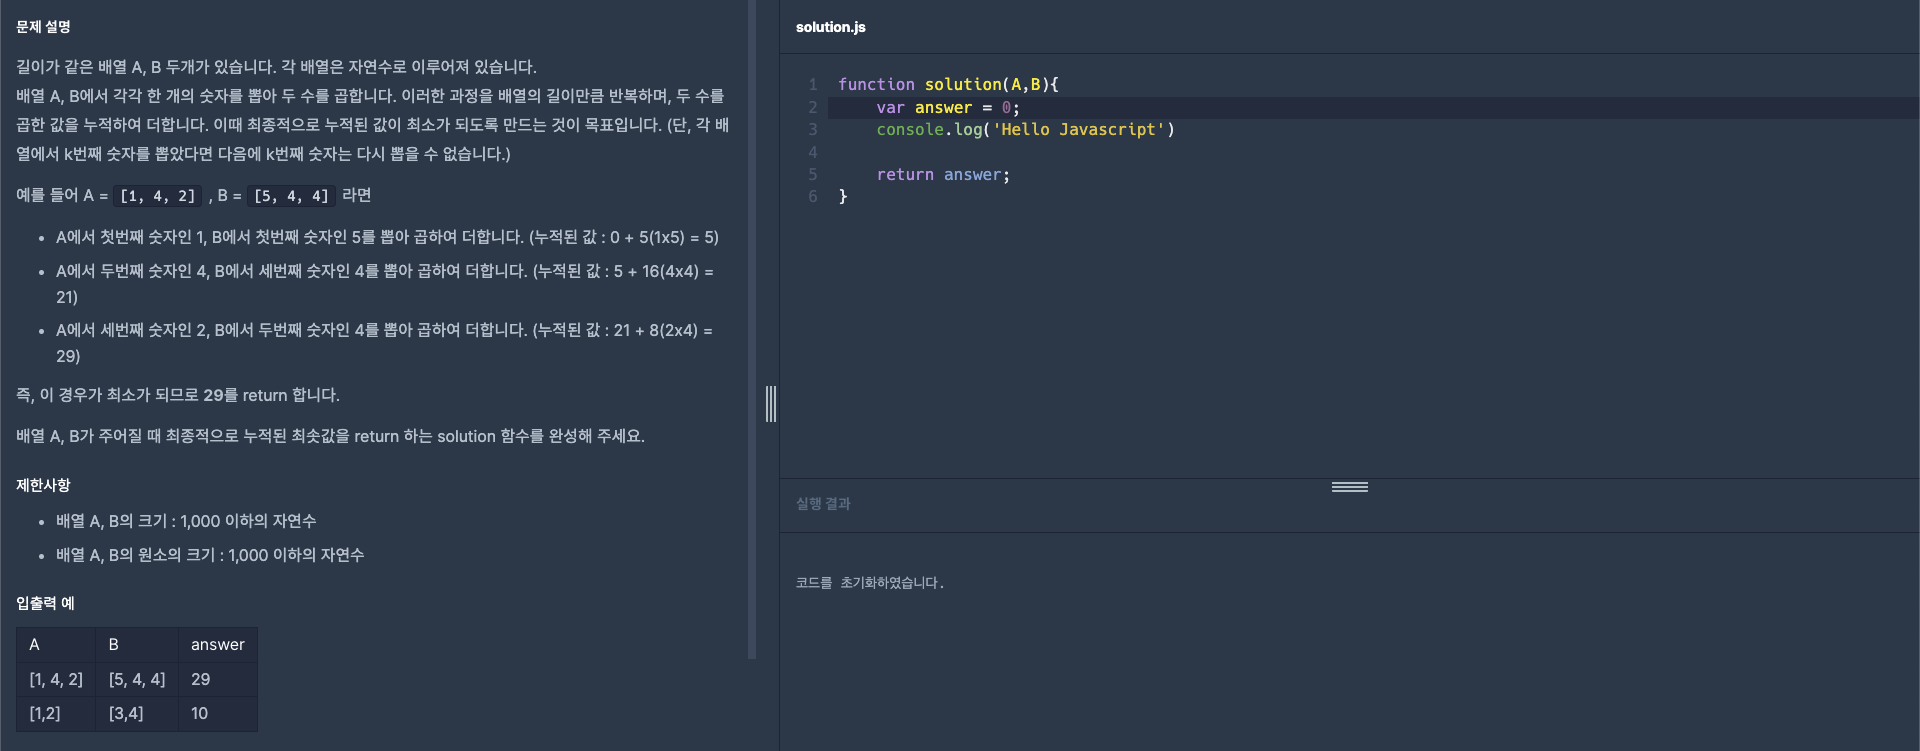 문제 설명
길이가 같은 배열 A, B 두개가 있습니다. 각 배열은 자연수로 이루어져 있습니다.
배열 A, B에서 각각 한 개의 숫자를 뽑아 두 수를 곱합니다. 이러한 과정을 배열의 길이만큼 반복하며, 두 수를
곱한 값을 누적하여 더합니다. 이때 최종적으로 누적된 값이 최소가 되도록 만드는 것이 목표입니다. (단, 각 배
열에서 k번째 숫자를 뽑았다면 다음에 k번째 숫자는 다시 뽑을 수 없습니다.)
예를 들어 A = [1, 4, 2] , B = [5, 4, 4] 라면
• A에서 첫번째 숫자인 1, B에서 첫번째 숫자인 5를 뽑아 곱하여 더합니다. (누적된 값 : 0 + 5(1x5) = 5)
• A에서 두번째 숫자인 4, B에서 세번째 숫자인 4를 뽑아 곱하여 더합니다. (누적된 값 : 5 + 16(4x4) =
21)
• A에서 세번째 숫자인 2, B에서 두번째 숫자인 4를 뽑아 곱하여 더합니다. (누적된 값 : 21 + 8(2x4) =
29)
즉, 이 경우가 최소가 되므로 29를 return 합니다.
배열 A, B가 주어질 때 최종적으로 누적된 최솟값을 return 하는 solution 함수를 완성해 주세요.
제한사항
• 배열 A, B의 크기 : 1,000 이하의 자연수
• 배열 A, B의 원소의 크기 : 1,000 이하의 자연수
입출력 예
A B answer
[1, 4, 2] [5, 4, 4] 29
[1,2] [3,4] 10
solution.js
1 function solution(A,B){
2 var answer = 0;
3 console.log('Hello Javascript')
4
5 return answer;
6 }
실행 결과
코드를 초기화하였습니다.